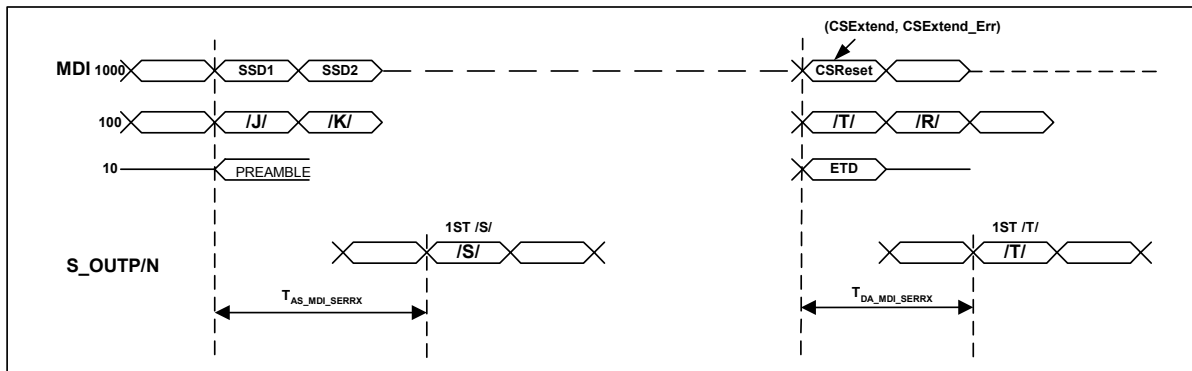 (CSExtend, CSExtend_Err)
MDI 1000 SSD1 SSD2 CSReset
100 /J/ /K/ /T/ /R/
10 PREAMBLE ETD
1ST /S/ 1ST /T/
S_OUTP/N /S/ /T/
TAS_MDI_SERRX TDA_MDI_SERRX